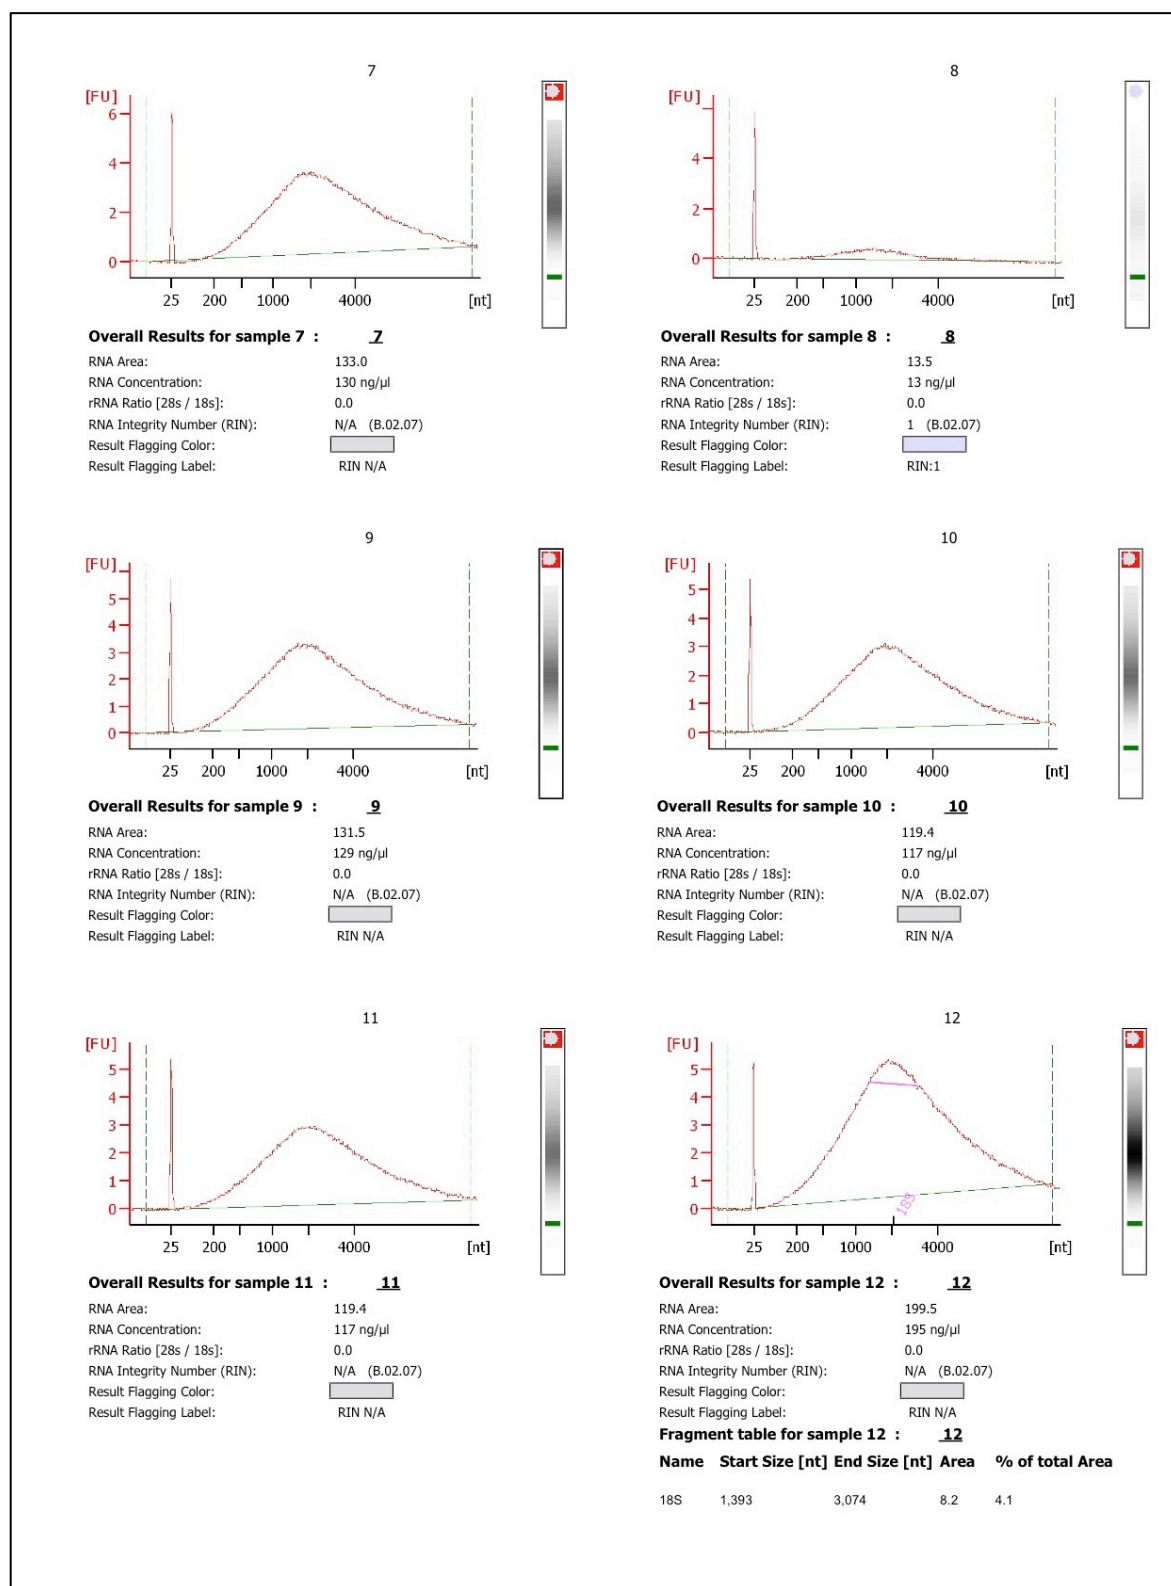 7
[FU]
6
4
2
0
25 200 1000 4000 [nt]
Overall Results for sample 7 : 7
RNA Area: 133.0
RNA Concentration: 130 ng/µl
rRNA Ratio [28s / 18s]: 0.0
RNA Integrity Number (RIN): N/A (B.02.07)
Result Flagging Color:
Result Flagging Label: RIN N/A
8
[FU]
4
2
0
25 200 1000 4000 [nt]
Overall Results for sample 8 : 8
RNA Area: 13.5
RNA Concentration: 13 ng/µl
rRNA Ratio [28s / 18s]: 0.0
RNA Integrity Number (RIN): 1 (B.02.07)
Result Flagging Color:
Result Flagging Label: RIN:1
9
[FU]
5
4
3
2
1
0
25 200 1000 4000 [nt]
Overall Results for sample 9 : 9
RNA Area: 131.5
RNA Concentration: 129 ng/µl
rRNA Ratio [28s / 18s]: 0.0
RNA Integrity Number (RIN): N/A (B.02.07)
Result Flagging Color:
Result Flagging Label: RIN N/A
10
[FU]
5
4
3
2
1
0
25 200 1000 4000 [nt]
Overall Results for sample 10 : 10
RNA Area: 119.4
RNA Concentration: 117 ng/µl
rRNA Ratio [28s / 18s]: 0.0
RNA Integrity Number (RIN): N/A (B.02.07)
Result Flagging Color:
Result Flagging Label: RIN N/A
11
[FU]
5
4
3
2
1
0
25 200 1000 4000 [nt]
Overall Results for sample 11 : 11
RNA Area: 119.4
RNA Concentration: 117 ng/µl
rRNA Ratio [28s / 18s]: 0.0
RNA Integrity Number (RIN): N/A (B.02.07)
Result Flagging Color:
Result Flagging Label: RIN N/A
12
[FU]
5
4
3
2
1
0
18S
25 200 1000 4000 [nt]
Overall Results for sample 12 : 12
RNA Area: 199.5
RNA Concentration: 195 ng/µl
rRNA Ratio [28s / 18s]: 0.0
RNA Integrity Number (RIN): N/A (B.02.07)
Result Flagging Color:
Result Flagging Label: RIN N/A
Fragment table for sample 12 : 12
Name Start Size [nt] End Size [nt] Area % of total Area
18S 1,393 3,074 8.2 4.1